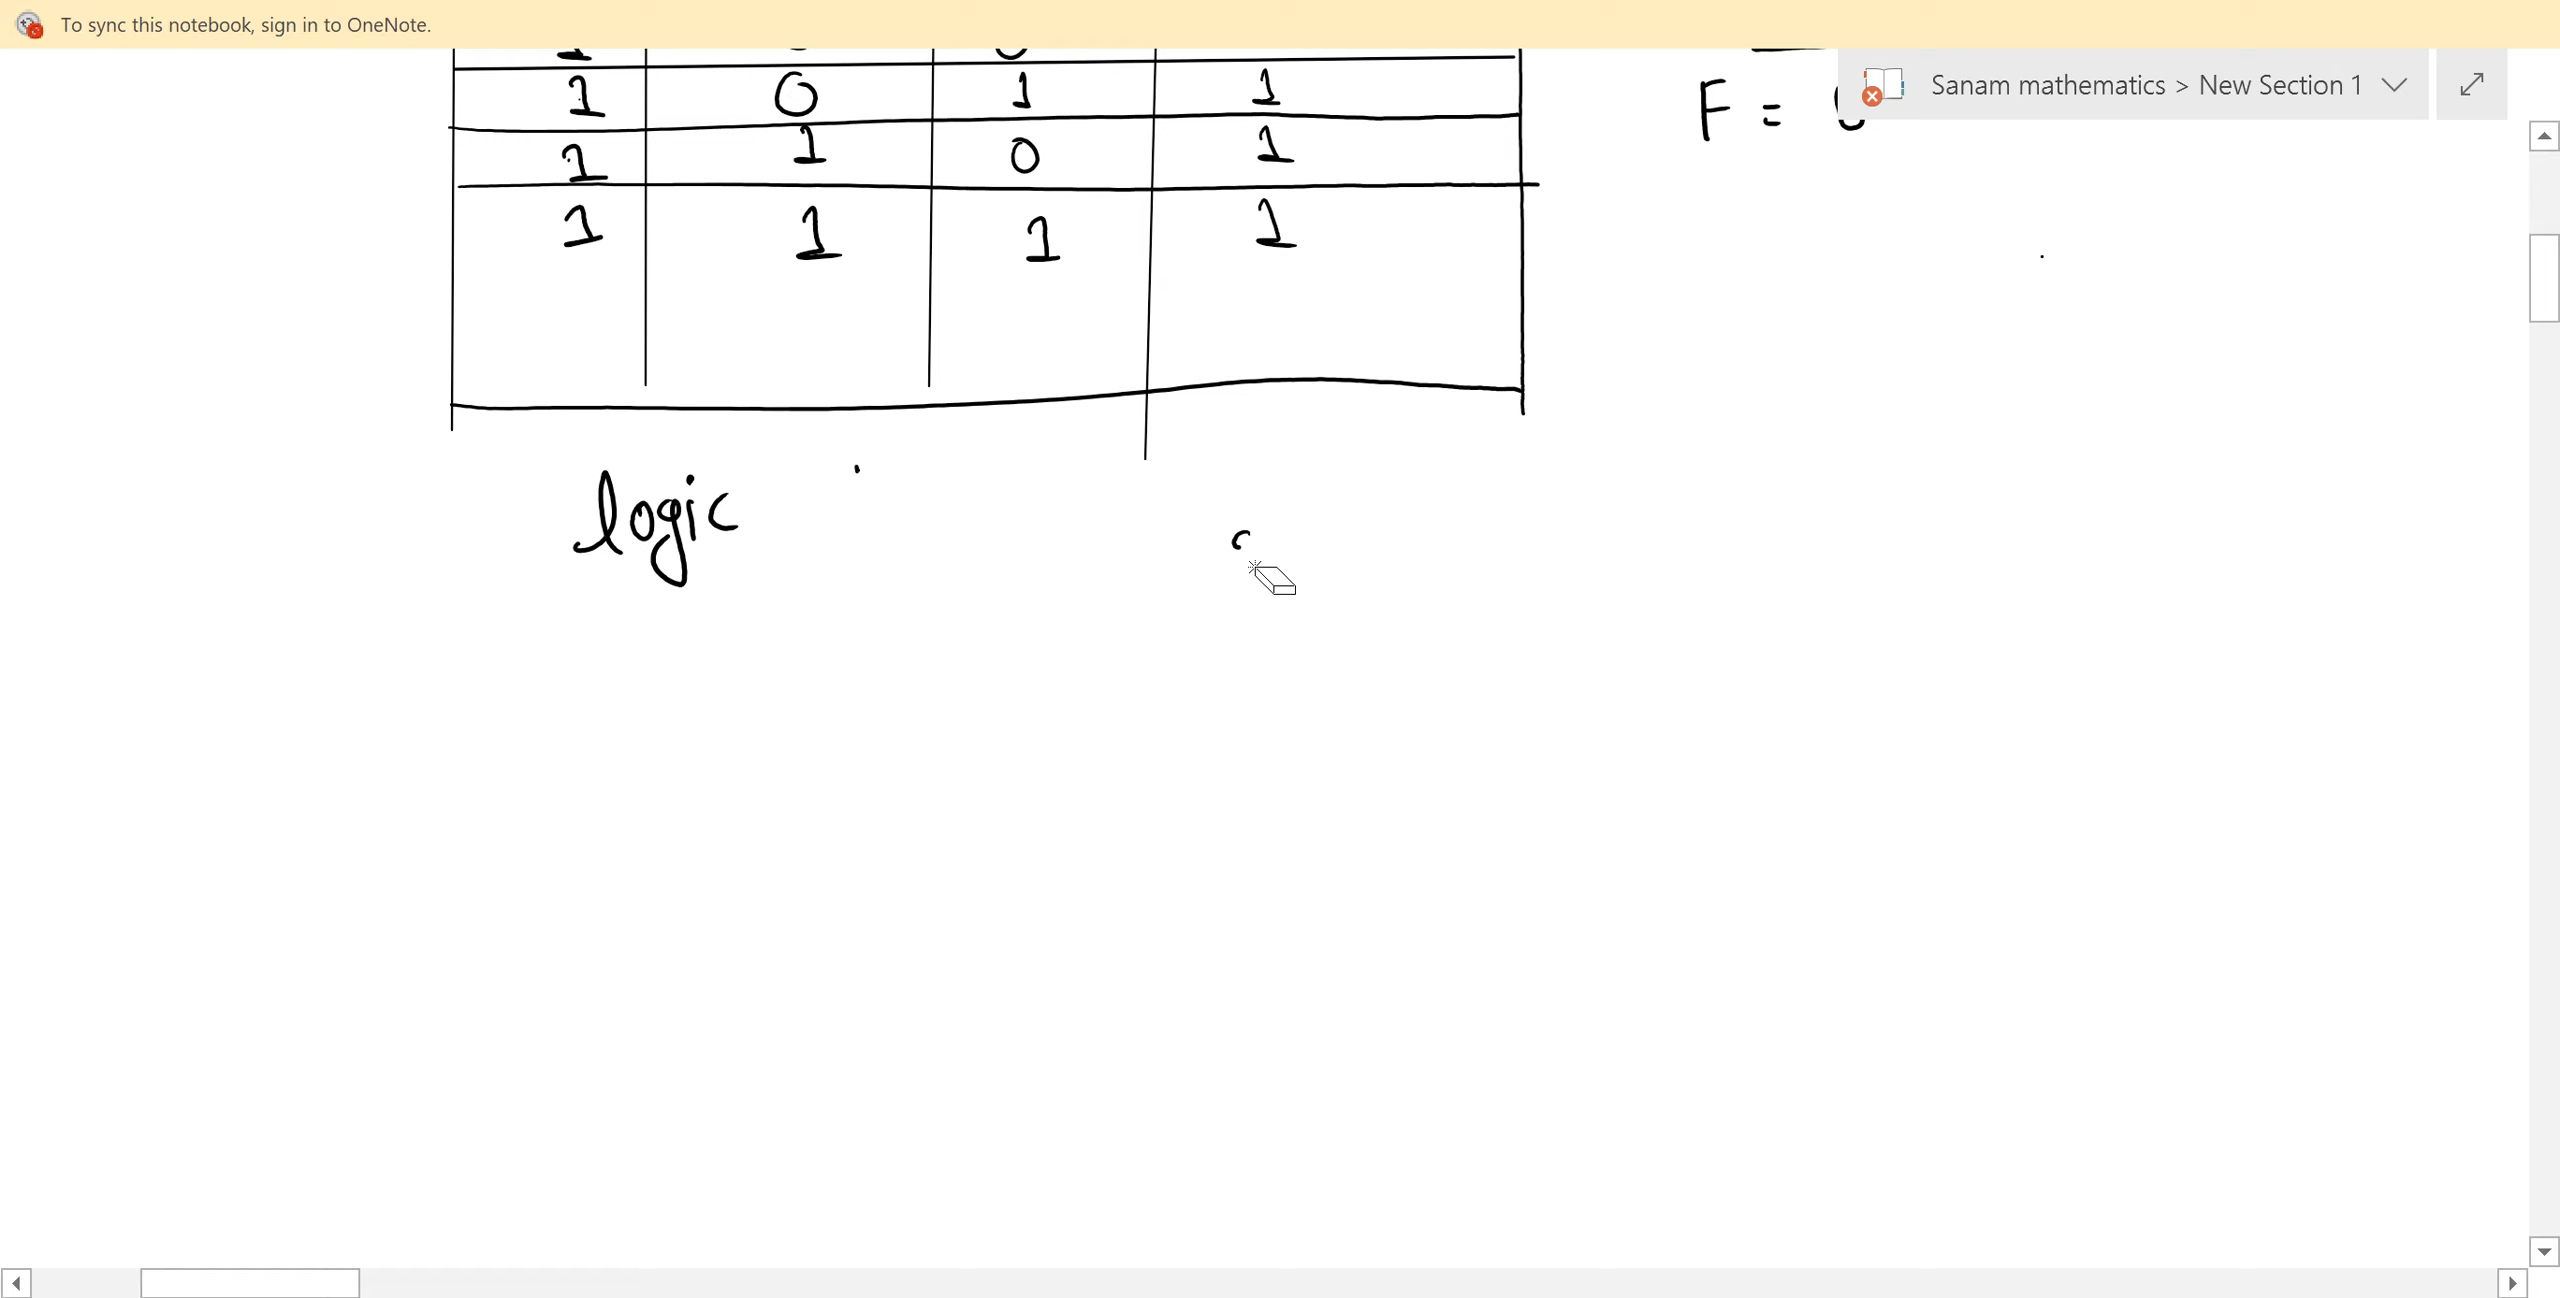 To sync this notebook, sign in to OneNote.
Sanam mathematics > New Section 1
1 0 1 1
F =
1 1 0 1
1 1 1 1
logic